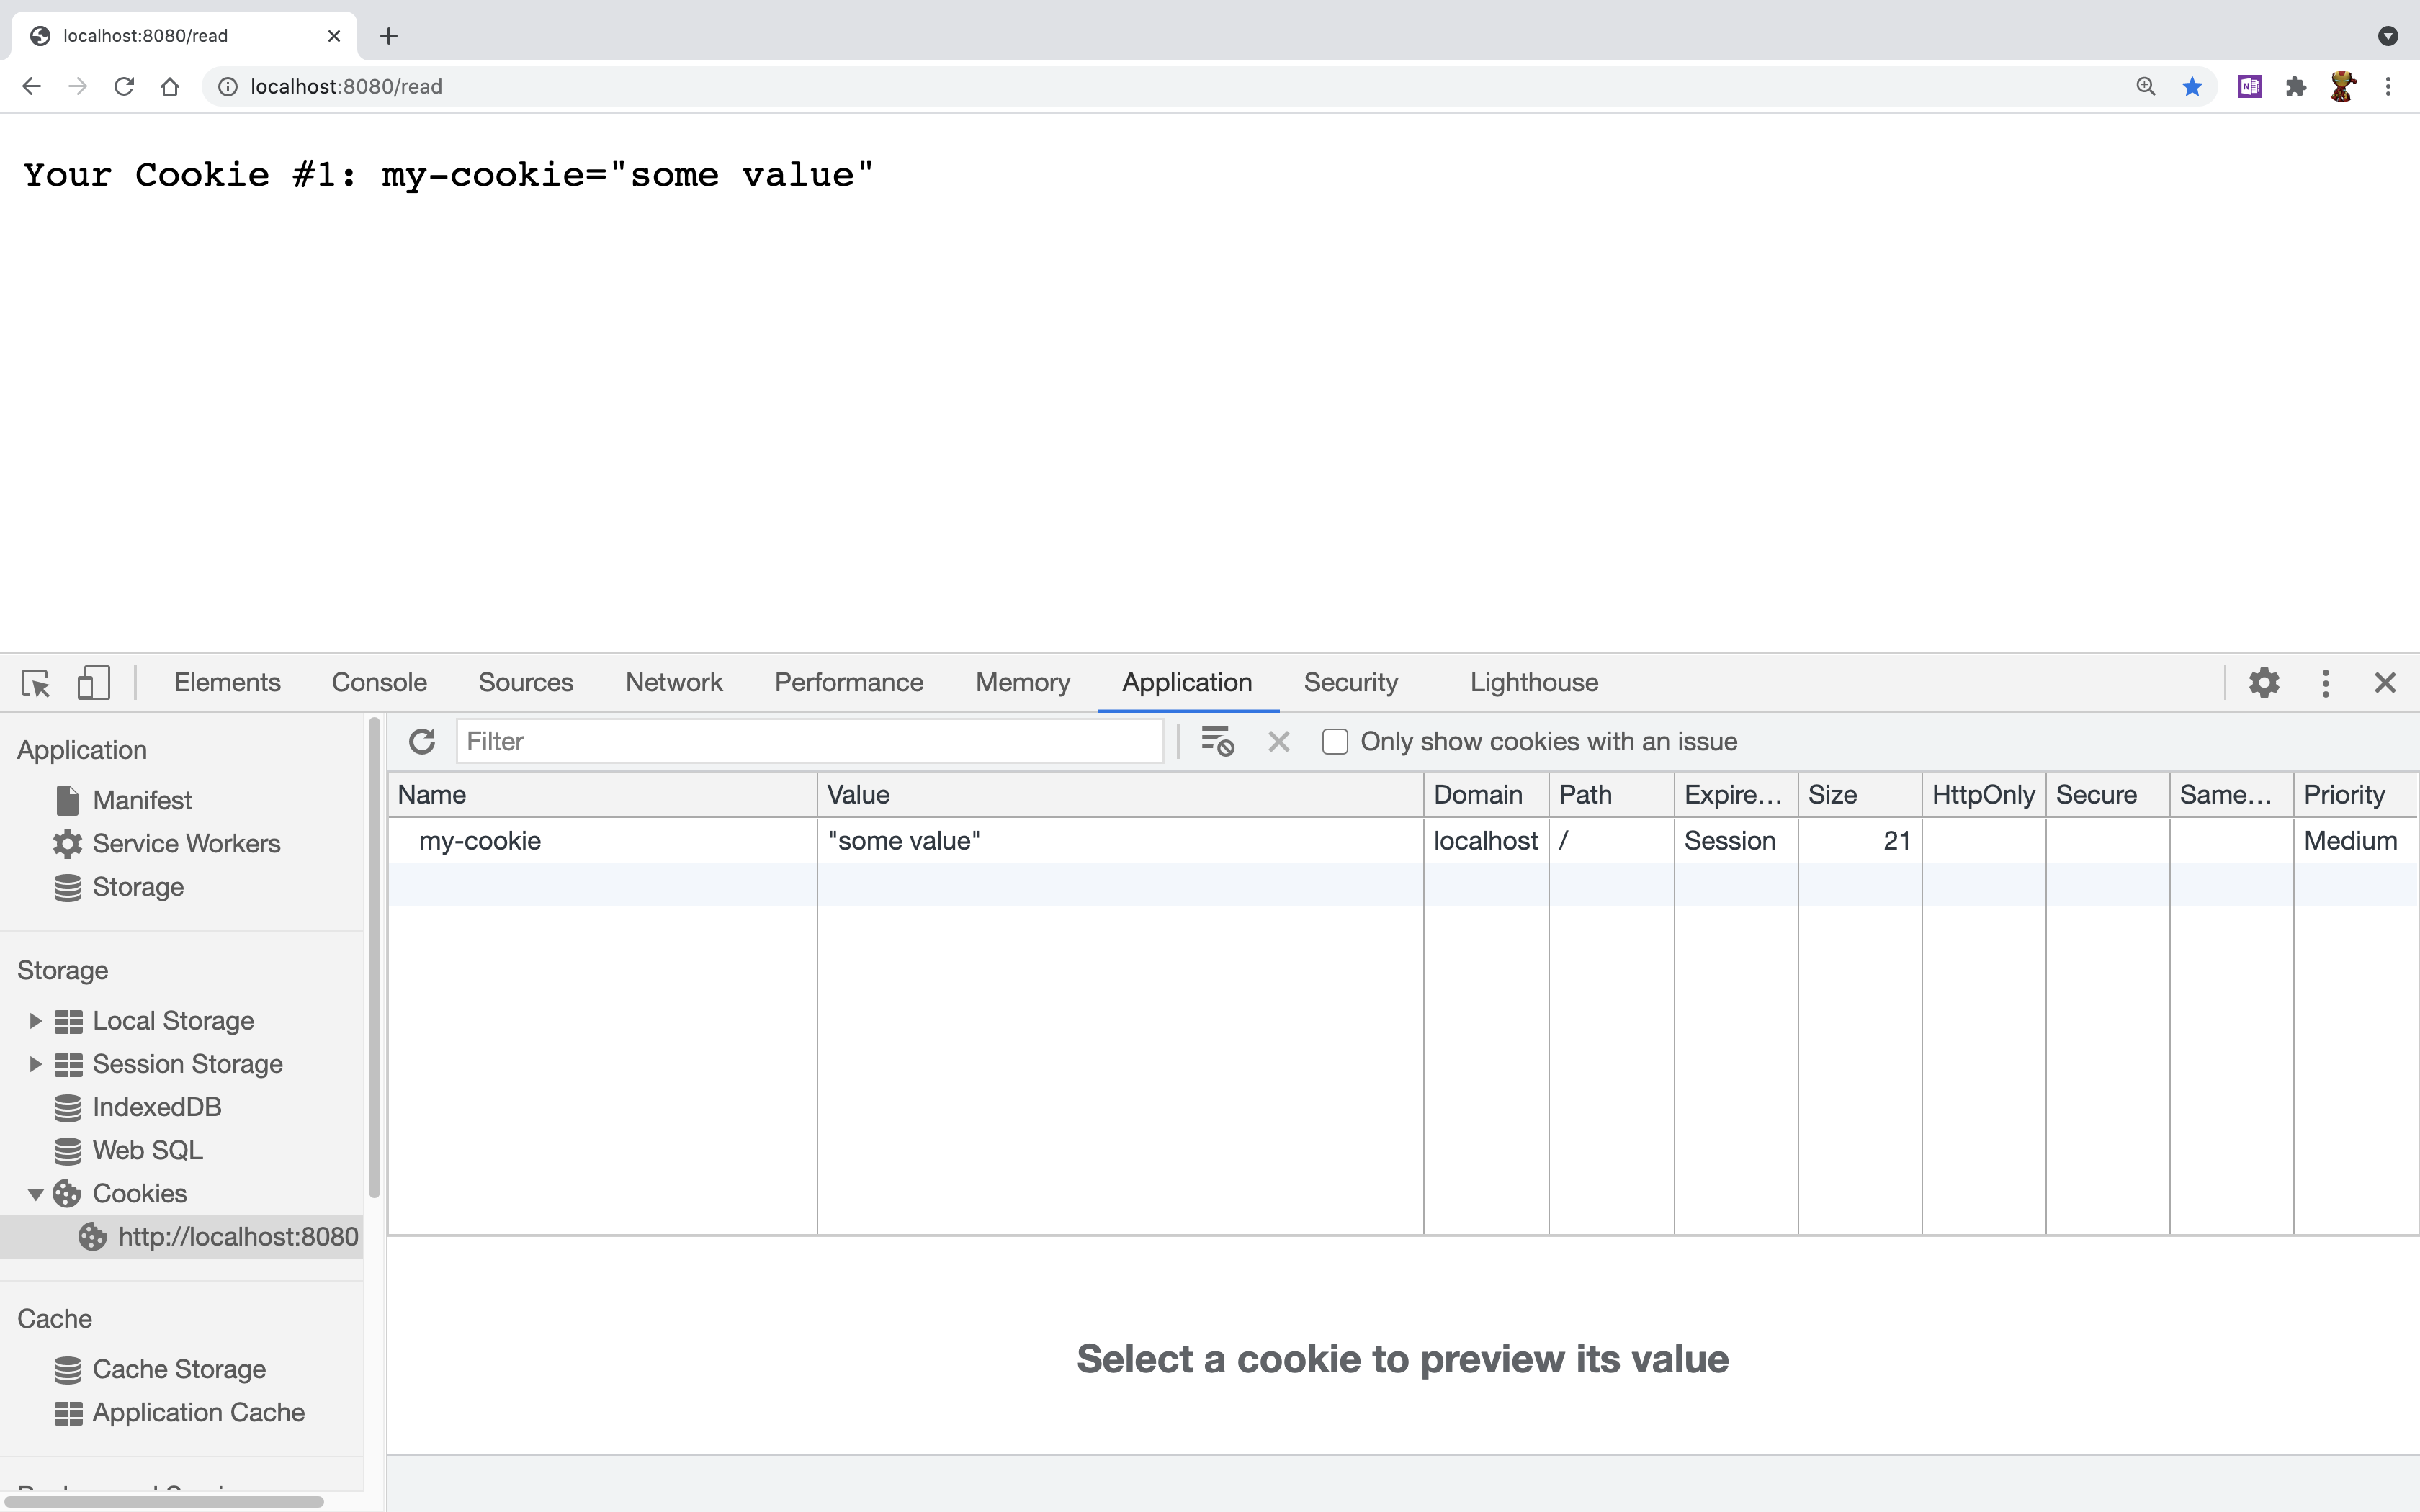 localhost:8080/read
localhost:8080/read
Your Cookie #1: my-cookie="some value"
Elements Console Sources Network Performance Memory Application Security Lighthouse
Application
Manifest
Service Workers
Storage
Storage
Local Storage
Session Storage
IndexedDB
Web SQL
Cookies
http://localhost:8080
Cache
Cache Storage
Application Cache
Filter
Only show cookies with an issue
Name Value Domain Path Expire... Size HttpOnly Secure Same... Priority
my-cookie "some value" localhost / Session 21 Medium
Select a cookie to preview its value